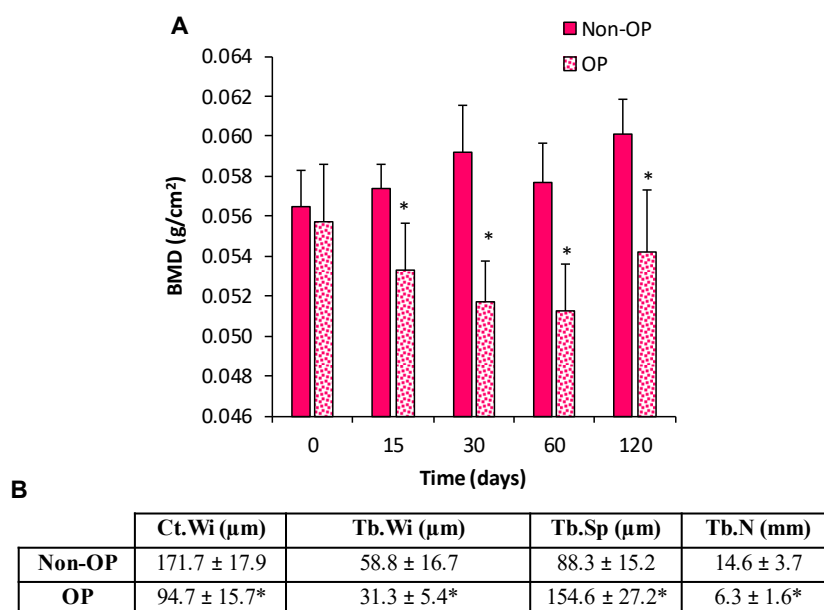 A
Non-OP
OP
0.064
0.062
0.060
0.058
0.056
0.054
0.052
0.050
0.048
0.046
BMD (g/cm²)
* * * *
0 15 30 60 120
Time (days)
B
Ct.Wi (µm) Tb.Wi (µm) Tb.Sp (µm) Tb.N (mm)
Non-OP 171.7 ± 17.9 58.8 ± 16.7 88.3 ± 15.2 14.6 ± 3.7
OP 94.7 ± 15.7* 31.3 ± 5.4* 154.6 ± 27.2* 6.3 ± 1.6*